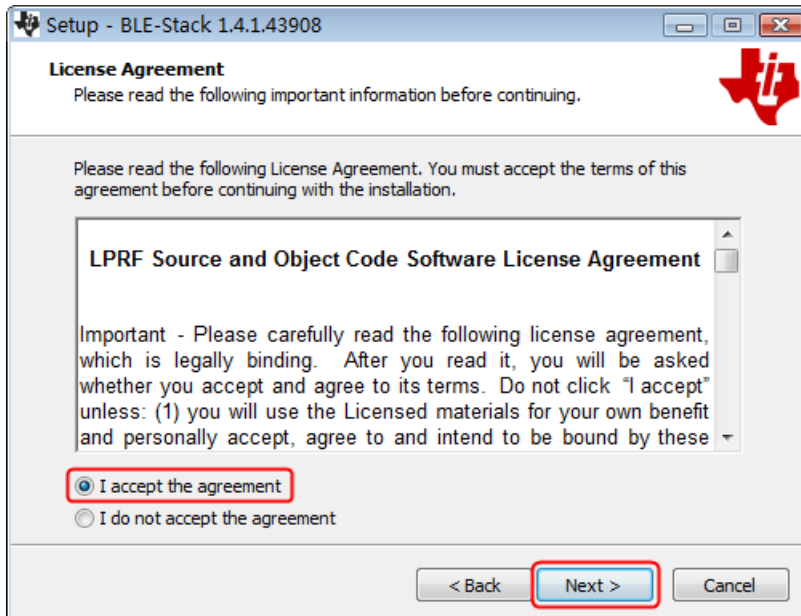 Setup - BLE-Stack 1.4.1.43908
License Agreement
Please read the following important information before continuing.
Please read the following License Agreement. You must accept the terms of this
agreement before continuing with the installation.
LPRF Source and Object Code Software License Agreement
Important - Please carefully read the following license agreement,
which is legally binding. After you read it, you will be asked
whether you accept and agree to its terms. Do not click “I accept”
unless: (1) you will use the Licensed materials for your own benefit
and personally accept, agree to and intend to be bound by these
I accept the agreement
I do not accept the agreement
< Back Next > Cancel